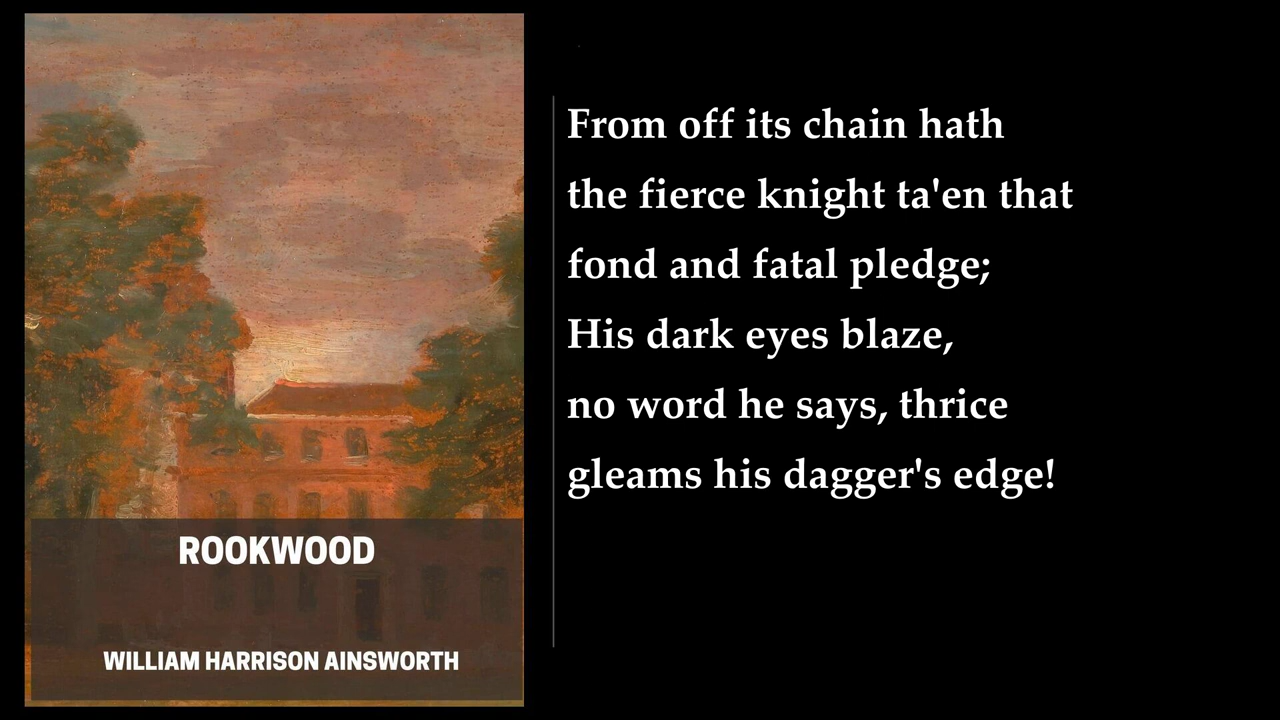 ROOKWOOD
WILLIAM HARRISON AINSWORTH
From off its chain hath
the fierce knight ta'en that
fond and fatal pledge;
His dark eyes blaze,
no word he says, thrice
gleams his dagger's edge!